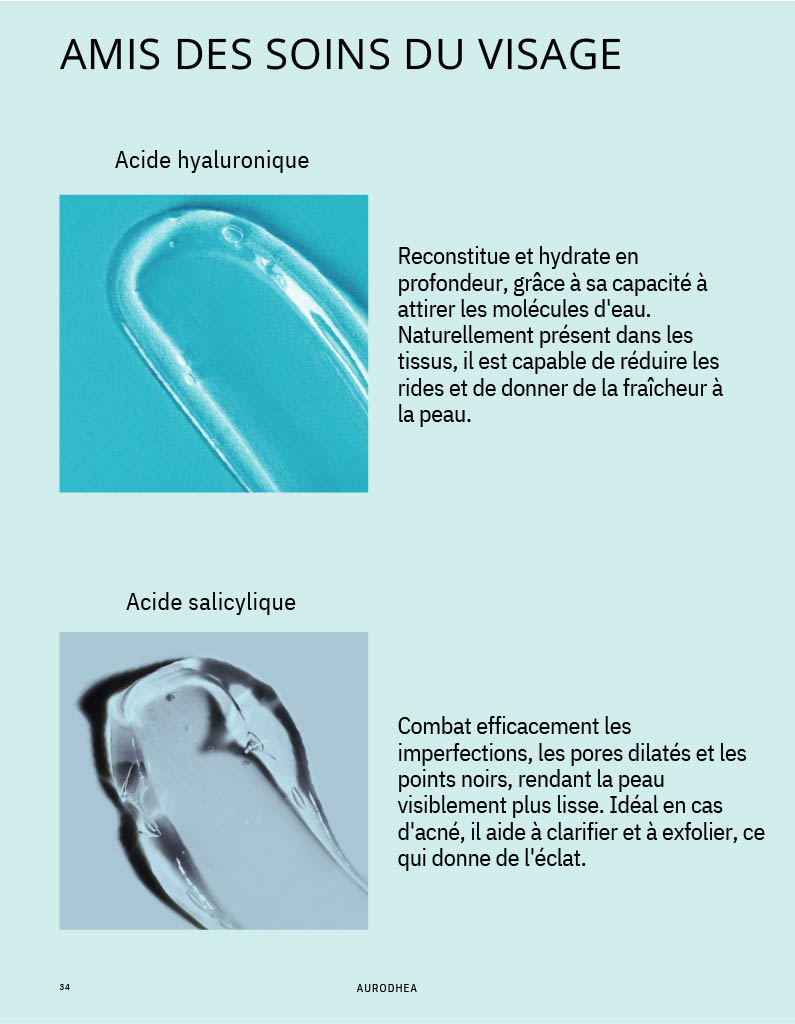 AMIS DES SOINS DU VISAGE
Acide hyaluronique
Reconstitue et hydrate en
profondeur, grâce à sa capacité à
attirer les molécules d'eau.
Naturellement présent dans les
tissus, il est capable de réduire les
rides et de donner de la fraîcheur à
la peau.
Acide salicylique
Combat efficacement les
imperfections, les pores dilatés et les
points noirs, rendant la peau
visiblement plus lisse. Idéal en cas
d'acné, il aide à clarifier et à exfolier, ce
qui donne de l'éclat.
34
AURODHEA